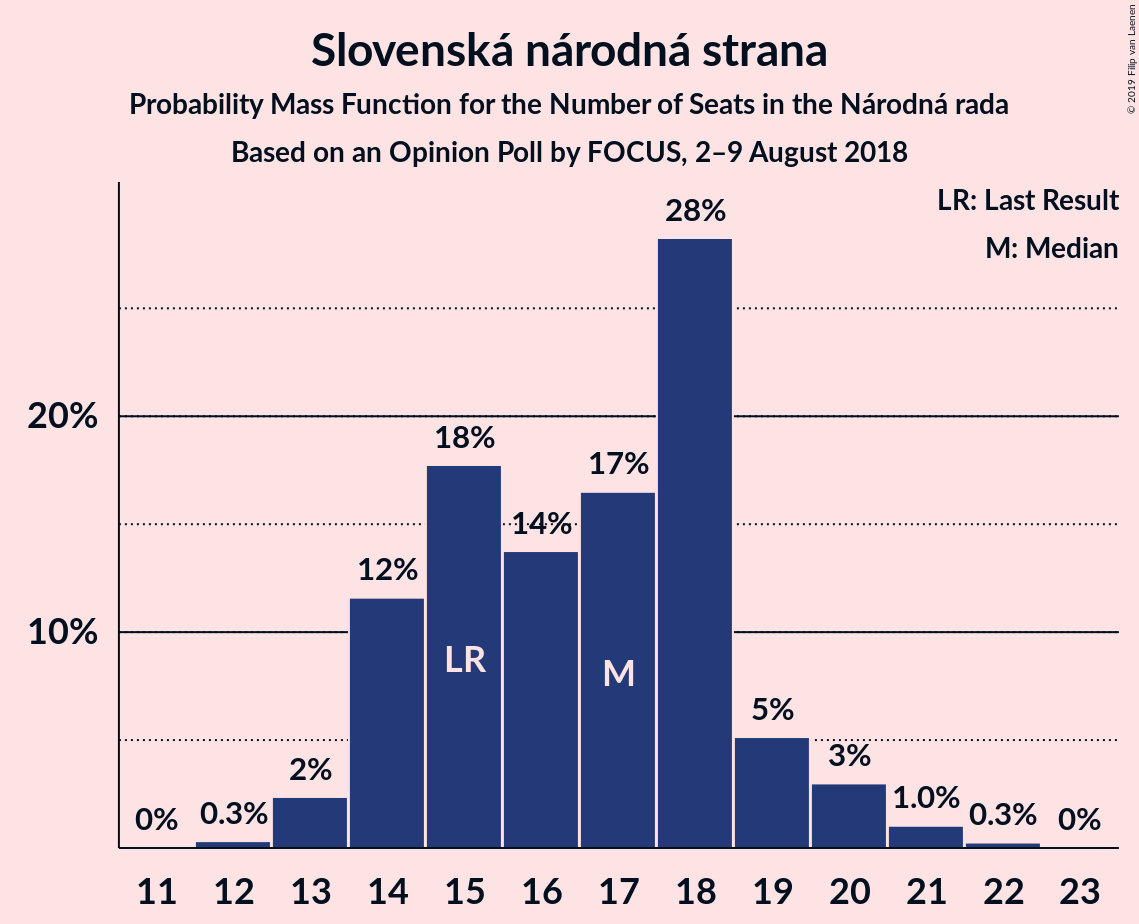 Slovenská národná strana
Probability Mass Function for the Number of Seats in the Národná rada
Based on an Opinion Poll by FOCUS, 2–9 August 2018
© 2019 Filip van Laenen
LR: Last Result
M: Median
28%
20%
18%
17%
14%
12%
10%
LR
M
5%
3%
2%
1.0%
0%
0.3%
0.3%
0%
11 12 13 14 15 16 17 18 19 20 21 22 23